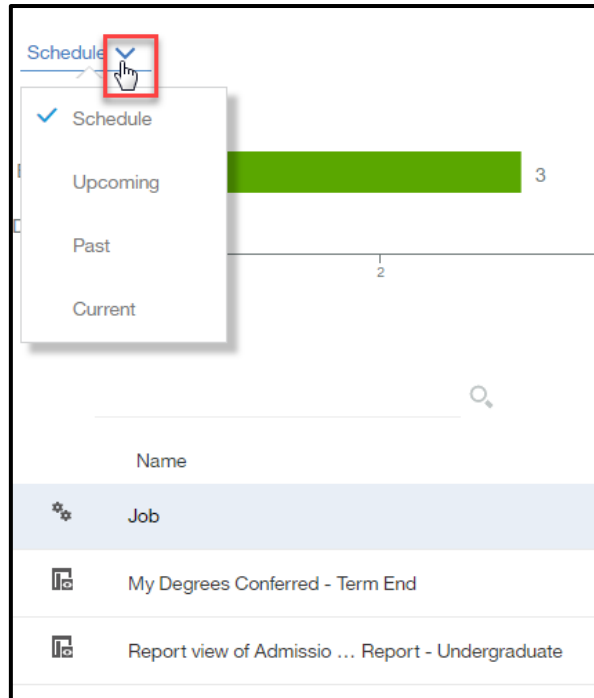 Schedule
Schedule
Upcoming
Past
Current
3
2
Name
Job
My Degrees Conferred - Term End
Report view of Admissio … Report - Undergraduate